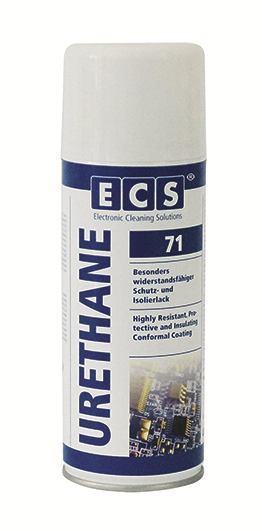 ECS®
Electronic Cleaning Solutions
71
URETHANE
Besonders
widerstandsfähiger
Schutz- und
Isolierlack
Highly Resistant, Pro-
tective and Insulating
Conformal Coating